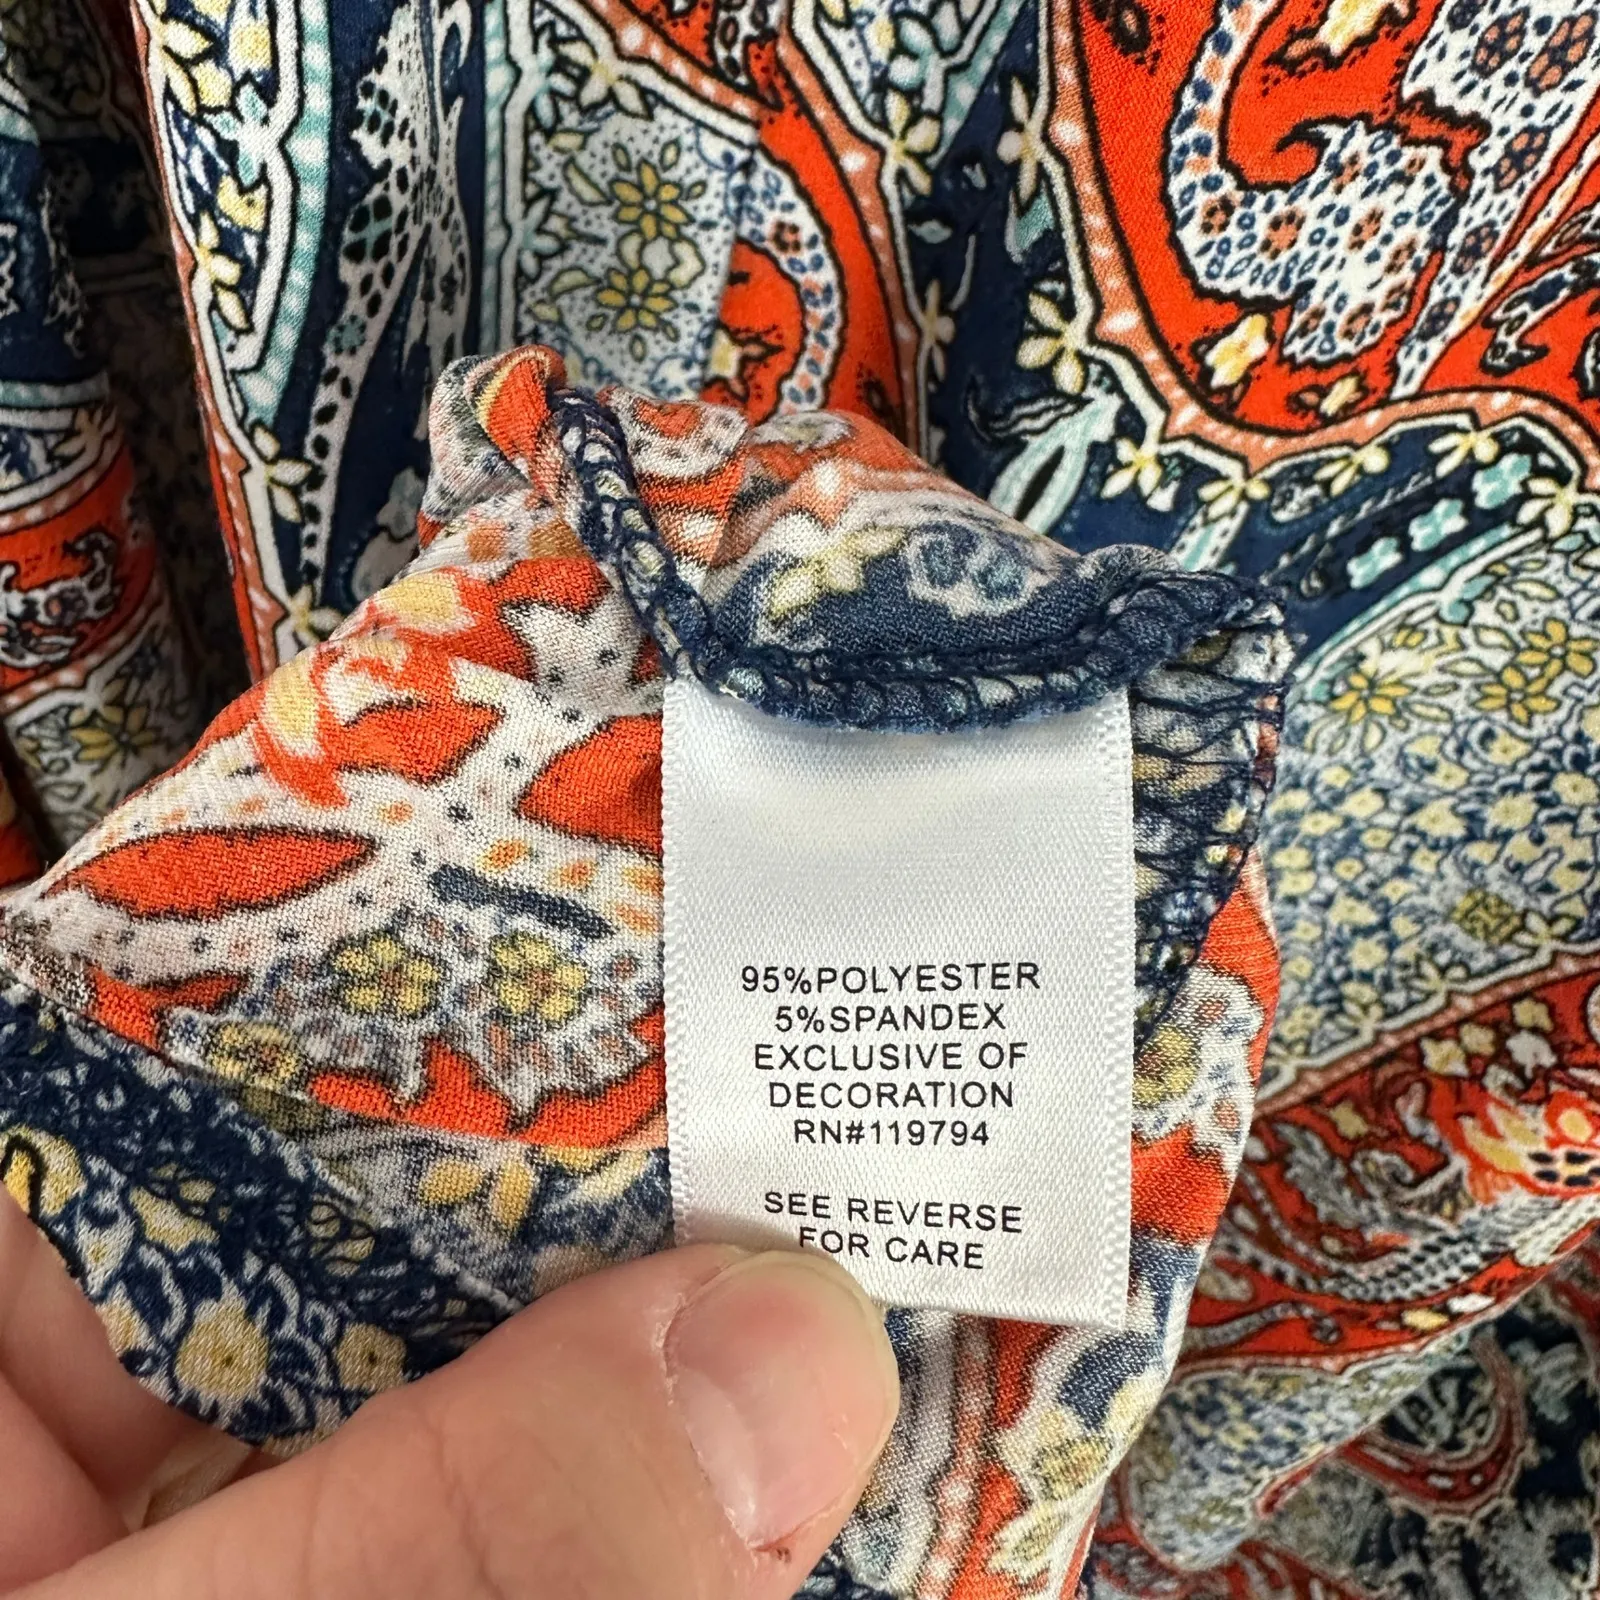 95%POLYESTER
5%SPANDEX
EXCLUSIVE OF
DECORATION
RN#119794
SEE REVERSE
FOR CARE